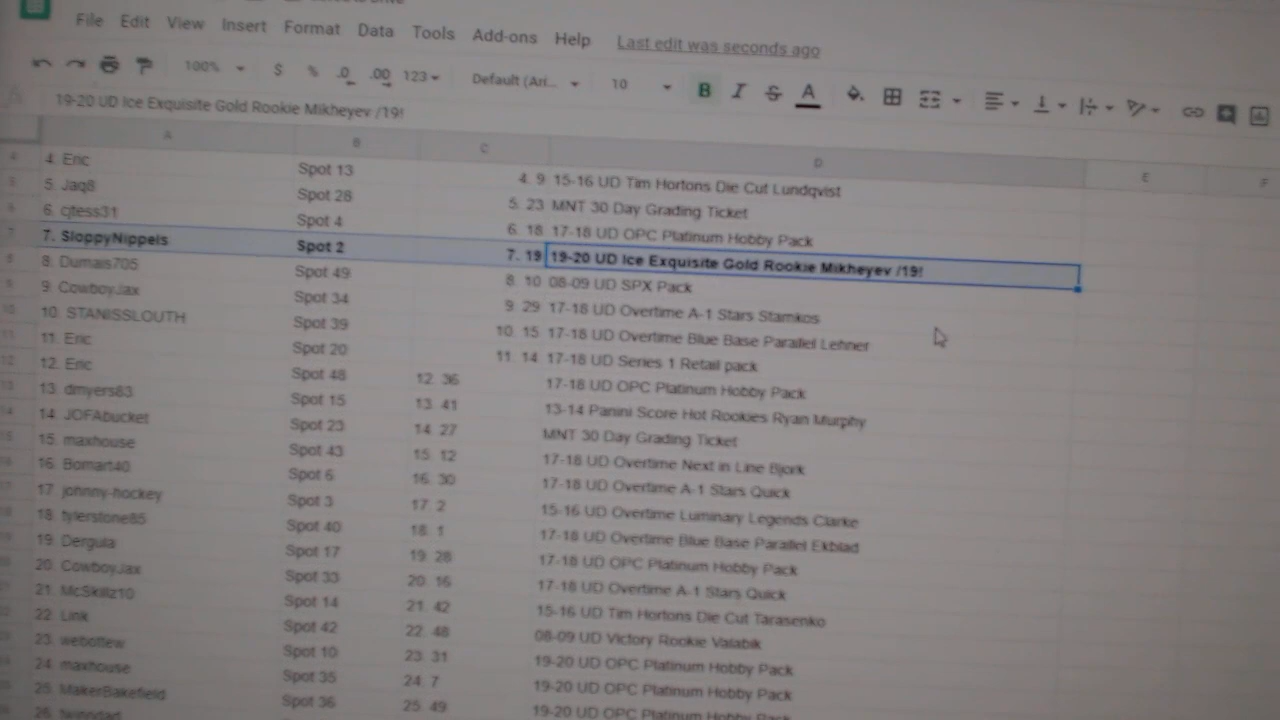 File Edit View Insert Format Data Tools Add-ons Help Last edit was seconds ago
100% $ % .0 .00 123 Default (Ari... 10 B I S A
19-20 UD Ice Exquisite Gold Rookie Mikheyev /19!
A B C D E F
4. Eric Spot 13 4. 9 15-16 UD Tim Hortons Die Cut Lundqvist
5. Jaq8 Spot 28 5. 23 MNT 30 Day Grading Ticket
6. cjtess31 Spot 4 6. 18 17-18 UD OPC Platinum Hobby Pack
7. SloppyNippels Spot 2 7. 19 19-20 UD Ice Exquisite Gold Rookie Mikheyev /19!
8. Dumais705 Spot 49 8. 10 08-09 UD SPX Pack
9. CowboyJax Spot 34 9. 29 17-18 UD Overtime A-1 Stars Stamkos
10. STANISSLOUTH Spot 39 10. 15 17-18 UD Overtime Blue Base Parallel Lehner
11. Eric Spot 20 11. 14 17-18 UD Series 1 Retail pack
12. Eric Spot 48 12. 36 17-18 UD OPC Platinum Hobby Pack
13. dmyers83 Spot 15 13. 41 13-14 Panini Score Hot Rookies Ryan Murphy
14. JOFAbucket Spot 23 14. 27 MNT 30 Day Grading Ticket
15. maxhouse Spot 43 15. 12 17-18 UD Overtime Next in Line Bjork
16. Bomart40 Spot 6 16. 30 17-18 UD Overtime A-1 Stars Quick
17. johnny-hockey Spot 3 17. 2 15-16 UD Overtime Luminary Legends Clarke
18. tylerstone85 Spot 40 18. 1 17-18 UD Overtime Blue Base Parallel Ekblad
19. Dergula Spot 17 19. 28 17-18 UD OPC Platinum Hobby Pack
20. CowboyJax Spot 33 20. 16 17-18 UD Overtime A-1 Stars Quick
21. McSkillz10 Spot 14 21. 42 15-16 UD Tim Hortons Die Cut Tarasenko
22. Link Spot 42 22. 48 08-09 UD Victory Rookie Valabik
23. webottew Spot 10 23. 31 19-20 UD OPC Platinum Hobby Pack
24. maxhouse Spot 35 24. 7 19-20 UD OPC Platinum Hobby Pack
25. MakerBakefield Spot 36 25. 49 19-20 UD OPC Platinum Hobby Pack
26.